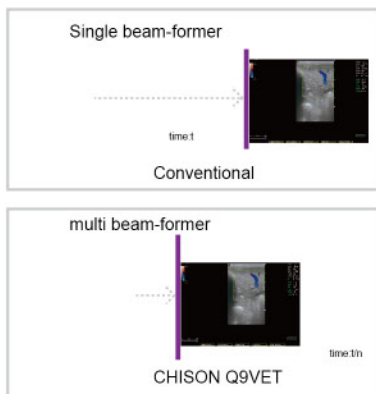 Single beam-former
time:t
Conventional
multi beam-former
time:t/n
CHISON Q9VET